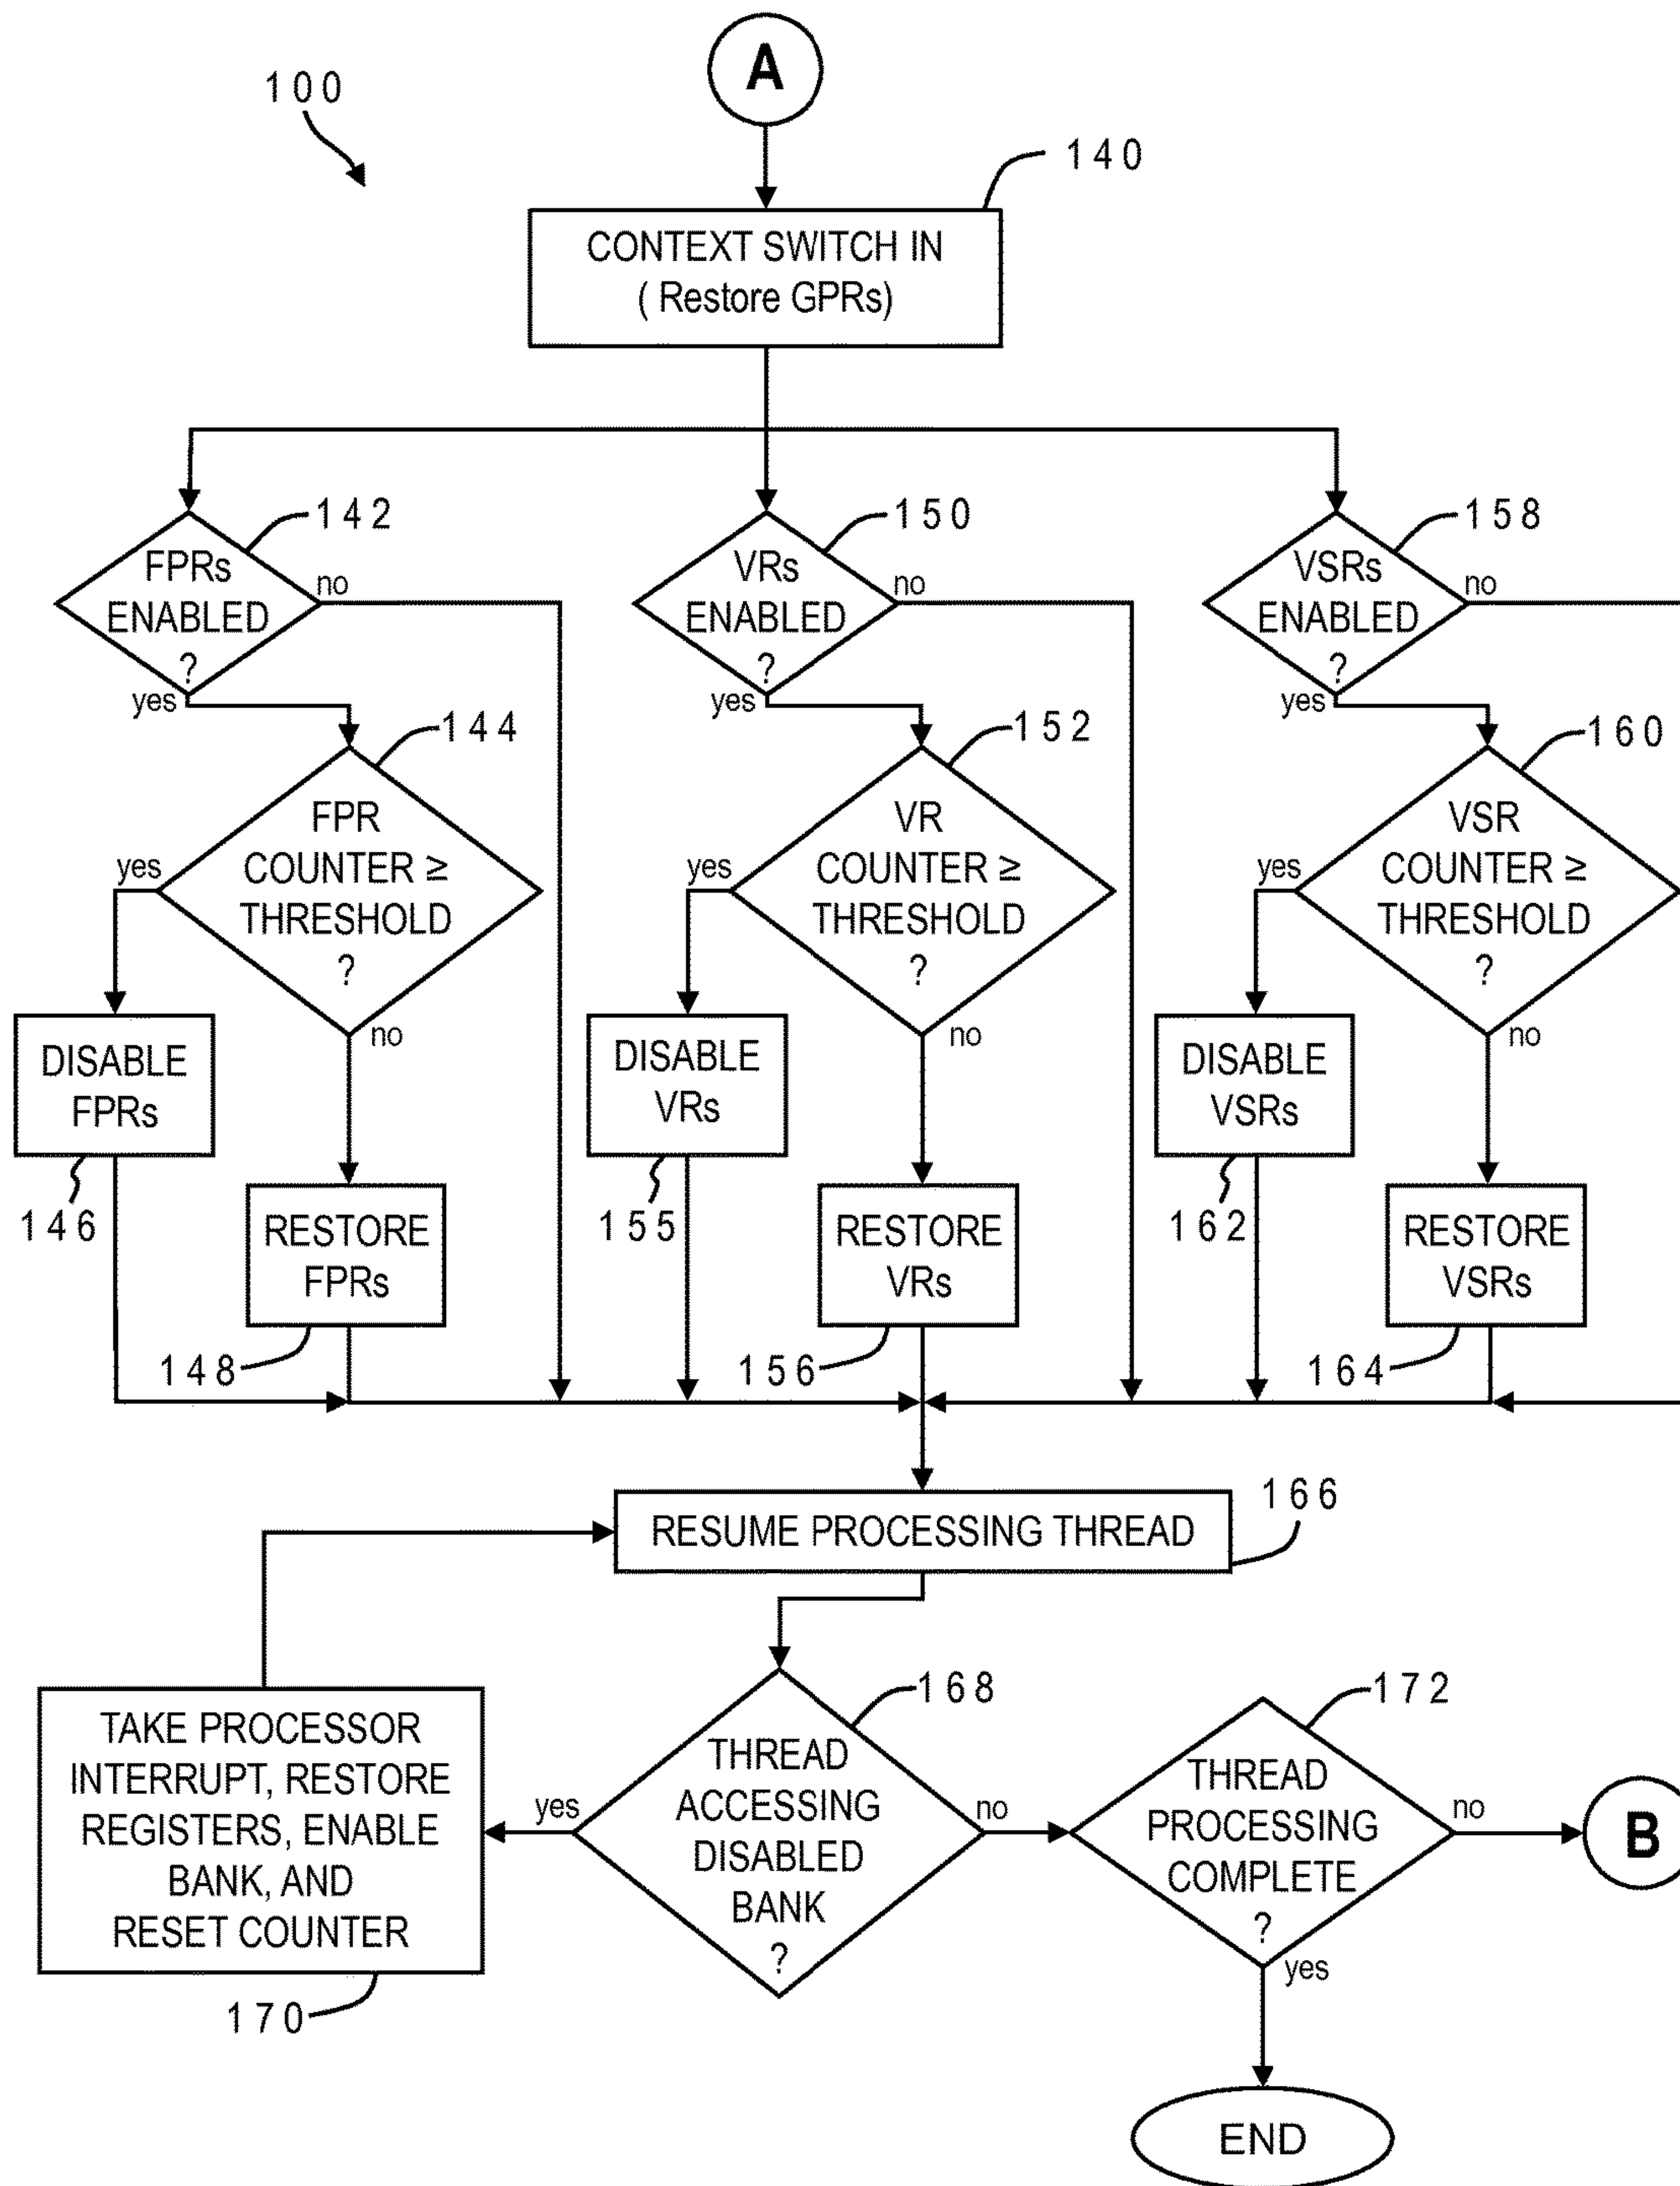 A
100
140
CONTEXT SWITCH IN
( Restore GPRs)
142
150
158
FPRs
ENABLED
?
no
yes
VRs
ENABLED
?
no
yes
VSRs
ENABLED
?
no
yes
144
152
160
FPR
COUNTER ≥
THRESHOLD
?
yes
no
VR
COUNTER ≥
THRESHOLD
?
yes
no
VSR
COUNTER ≥
THRESHOLD
?
yes
no
DISABLE
FPRs
DISABLE
VRs
DISABLE
VSRs
146
155
162
RESTORE
FPRs
RESTORE
VRs
RESTORE
VSRs
148
156
164
166
RESUME PROCESSING THREAD
168
172
TAKE PROCESSOR
INTERRUPT, RESTORE
REGISTERS, ENABLE
BANK, AND
RESET COUNTER
170
yes
THREAD
ACCESSING
DISABLED
BANK
?
no
THREAD
PROCESSING
COMPLETE
?
no
yes
B
END